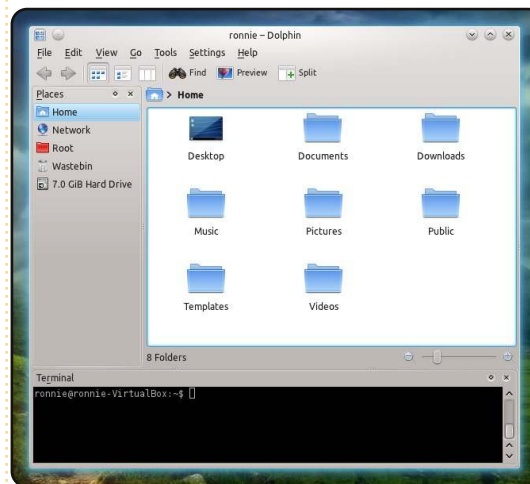 ronnie – Dolphin
File Edit View Go Tools Settings Help
Find Preview Split
Places
> Home
Home
Network
Root
Wastebin
7.0 GiB Hard Drive
Desktop Documents Downloads
Music Pictures Public
Templates Videos
8 Folders
Terminal
ronnie@ronnie-VirtualBox:~$